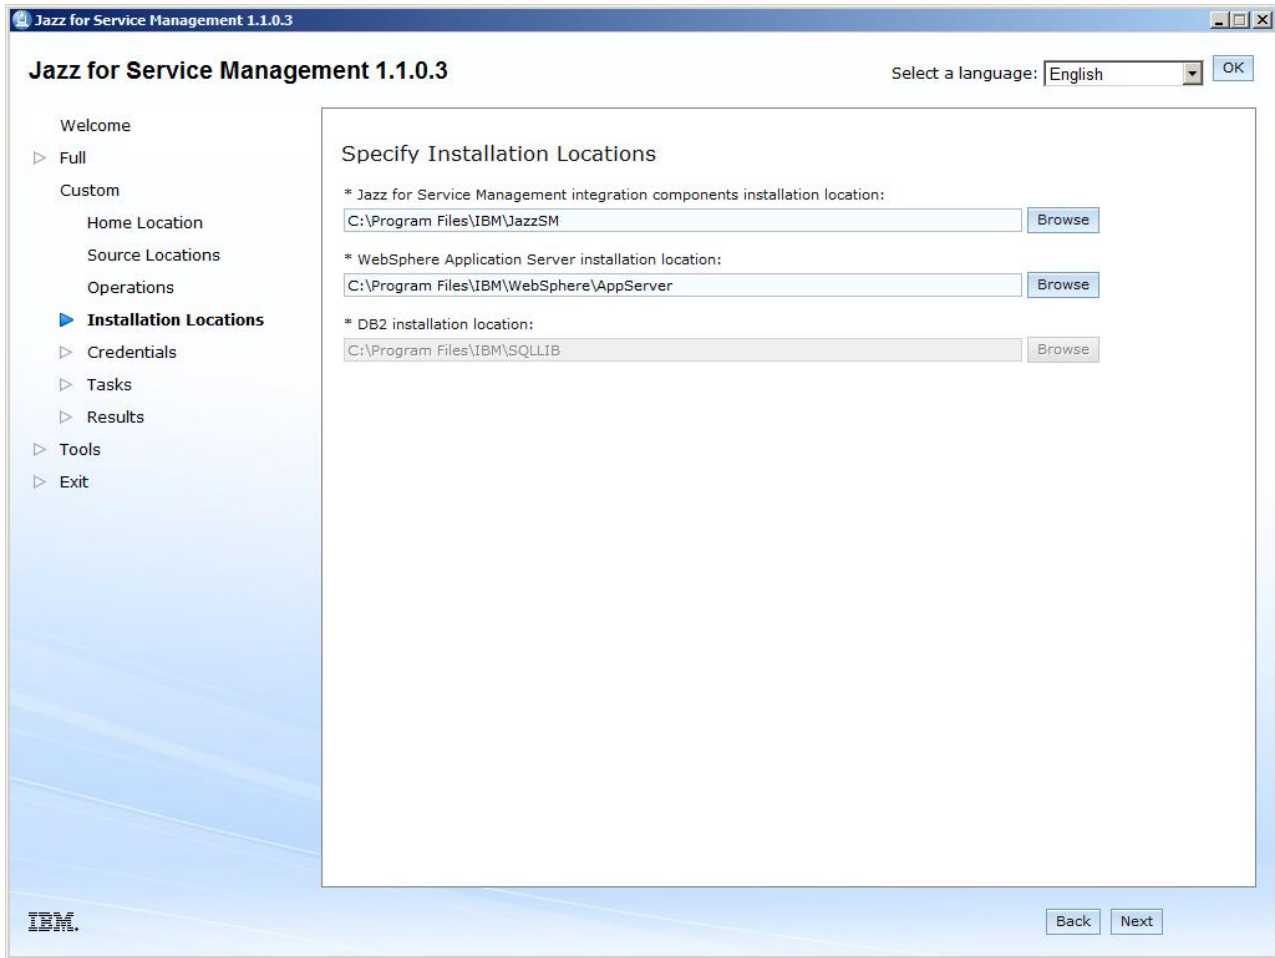 Jazz for Service Management 1.1.0.3
Jazz for Service Management 1.1.0.3
Select a language: English OK
Welcome
Full
Custom
Home Location
Source Locations
Operations
Installation Locations
Credentials
Tasks
Results
Tools
Exit
Specify Installation Locations
* Jazz for Service Management integration components installation location:
C:\Program Files\IBM\JazzSM Browse
* WebSphere Application Server installation location:
C:\Program Files\IBM\WebSphere\AppServer Browse
* DB2 installation location:
C:\Program Files\IBM\SQLLIB Browse
IBM.
Back Next